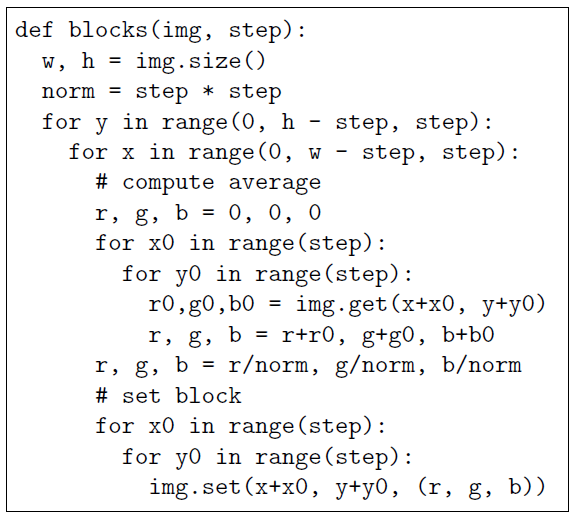 def blocks(img, step):
  w, h = img.size()
  norm = step * step
  for y in range(0, h - step, step):
    for x in range(0, w - step, step):
      # compute average
      r, g, b = 0, 0, 0
      for x0 in range(step):
        for y0 in range(step):
          r0,g0,b0 = img.get(x+x0, y+y0)
          r, g, b = r+r0, g+g0, b+b0
      r, g, b = r/norm, g/norm, b/norm
      # set block
      for x0 in range(step):
        for y0 in range(step):
          img.set(x+x0, y+y0, (r, g, b))